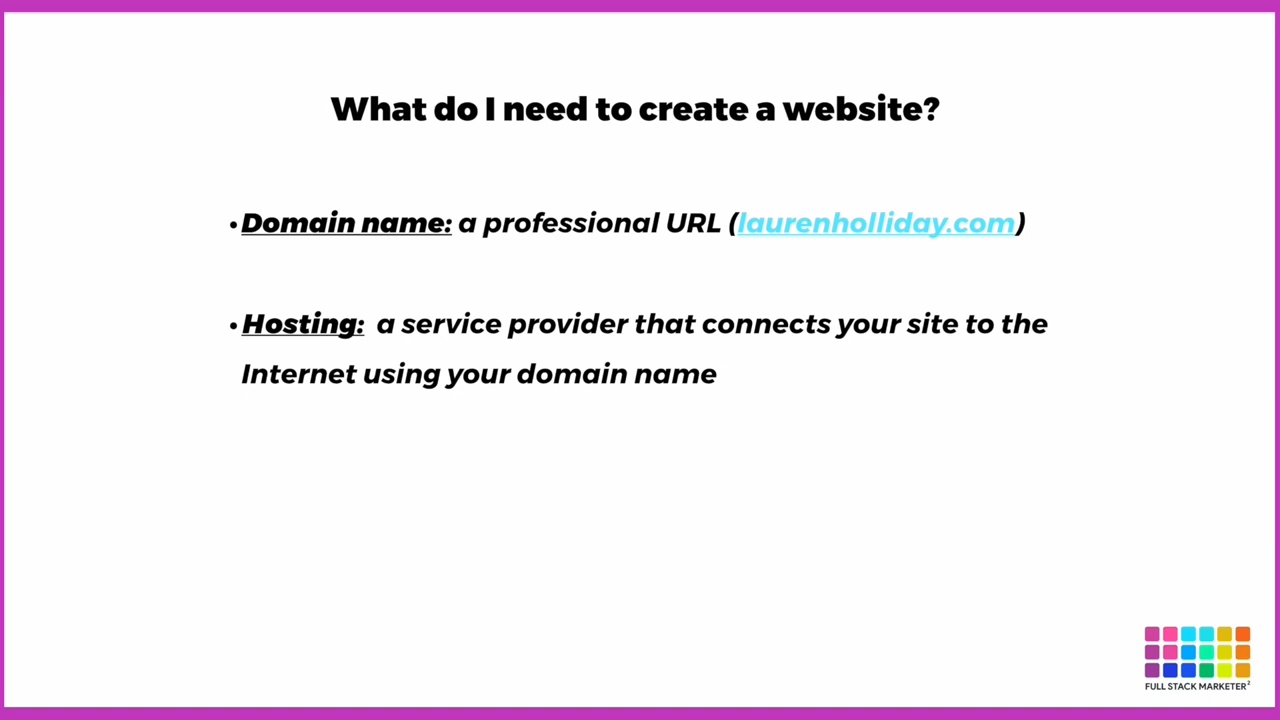 What do I need to create a website?
• Domain name: a professional URL (laurenholliday.com)
• Hosting: a service provider that connects your site to the
Internet using your domain name
FULL STACK MARKETER²